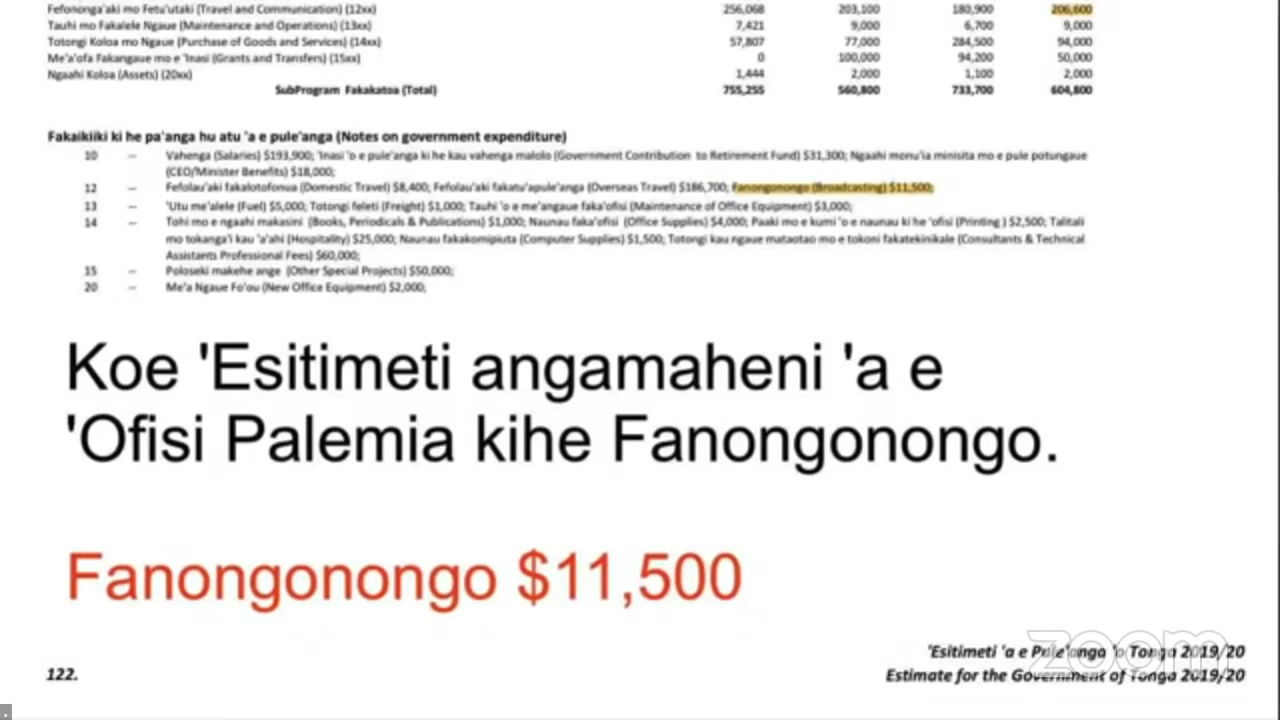 Fefononga'aki mo Fetu'utaki (Travel and Communication) (12xx) 256,068 203,100 180,900 206,600
Tauhi mo Fakalele Ngaue (Maintenance and Operations) (13xx) 7,421 9,000 6,700 9,000
Totongi Koloa mo Ngaue (Purchase of Goods and Services) (14xx) 57,807 77,000 284,500 94,000
Me'a'ofa Fakangaue mo e 'Inasi (Grants and Transfers) (15xx) 0 100,000 94,200 50,000
Ngaahi Koloa (Assets) (20xx) 1,444 2,000 1,100 2,000
SubProgram Fakakatoa (Total) 755,255 560,800 733,700 604,800
Fakaikiiki ki he pa'anga hu atu 'a e pule'anga (Notes on government expenditure)
10 -- Vahenga (Salaries) $193,900; 'Inasi 'o e pule'anga ki he kau vahenga malolo (Government Contribution to Retirement Fund) $31,300; Ngaahi monu'ia minisita mo e pule potungaue
(CEO/Minister Benefits) $18,000;
12 -- Fefolau'aki fakalotofonua (Domestic Travel) $8,400; Fefolau'aki fakatu'apule'anga (Overseas Travel) $186,700; Fanongonongo (Broadcasting) $11,500;
13 -- 'Utu me'alele (Fuel) $5,000; Totongi feleti (Freight) $1,000; Tauhi 'o e me'angaue faka'ofisi (Maintenance of Office Equipment) $3,000;
14 -- Tohi mo e ngaahi makasini (Books, Periodicals & Publications) $1,000; Naunau faka'ofisi (Office Supplies) $4,000; Paaki mo e kumi 'o e naunau ki he 'ofisi (Printing ) $2,500; Talitali
mo tokanga'i kau 'a'ahi (Hospitality) $25,000; Naunau fakakomipiuta (Computer Supplies) $1,500; Totongi kau ngaue mataotao mo e tokoni fakatekinikale (Consultants & Technical
Assistants Professional Fees) $60,000;
15 -- Poloseki makehe ange (Other Special Projects) $50,000;
20 -- Me'a Ngaue Fo'ou (New Office Equipment) $2,000;
Koe 'Esitimeti angamaheni 'a e
'Ofisi Palemia kihe Fanongonongo.
Fanongonongo $11,500
'Esitimeti 'a e Pule'anga 'o Tonga 2019/20
zoom
122. Estimate for the Government of Tonga 2019/20